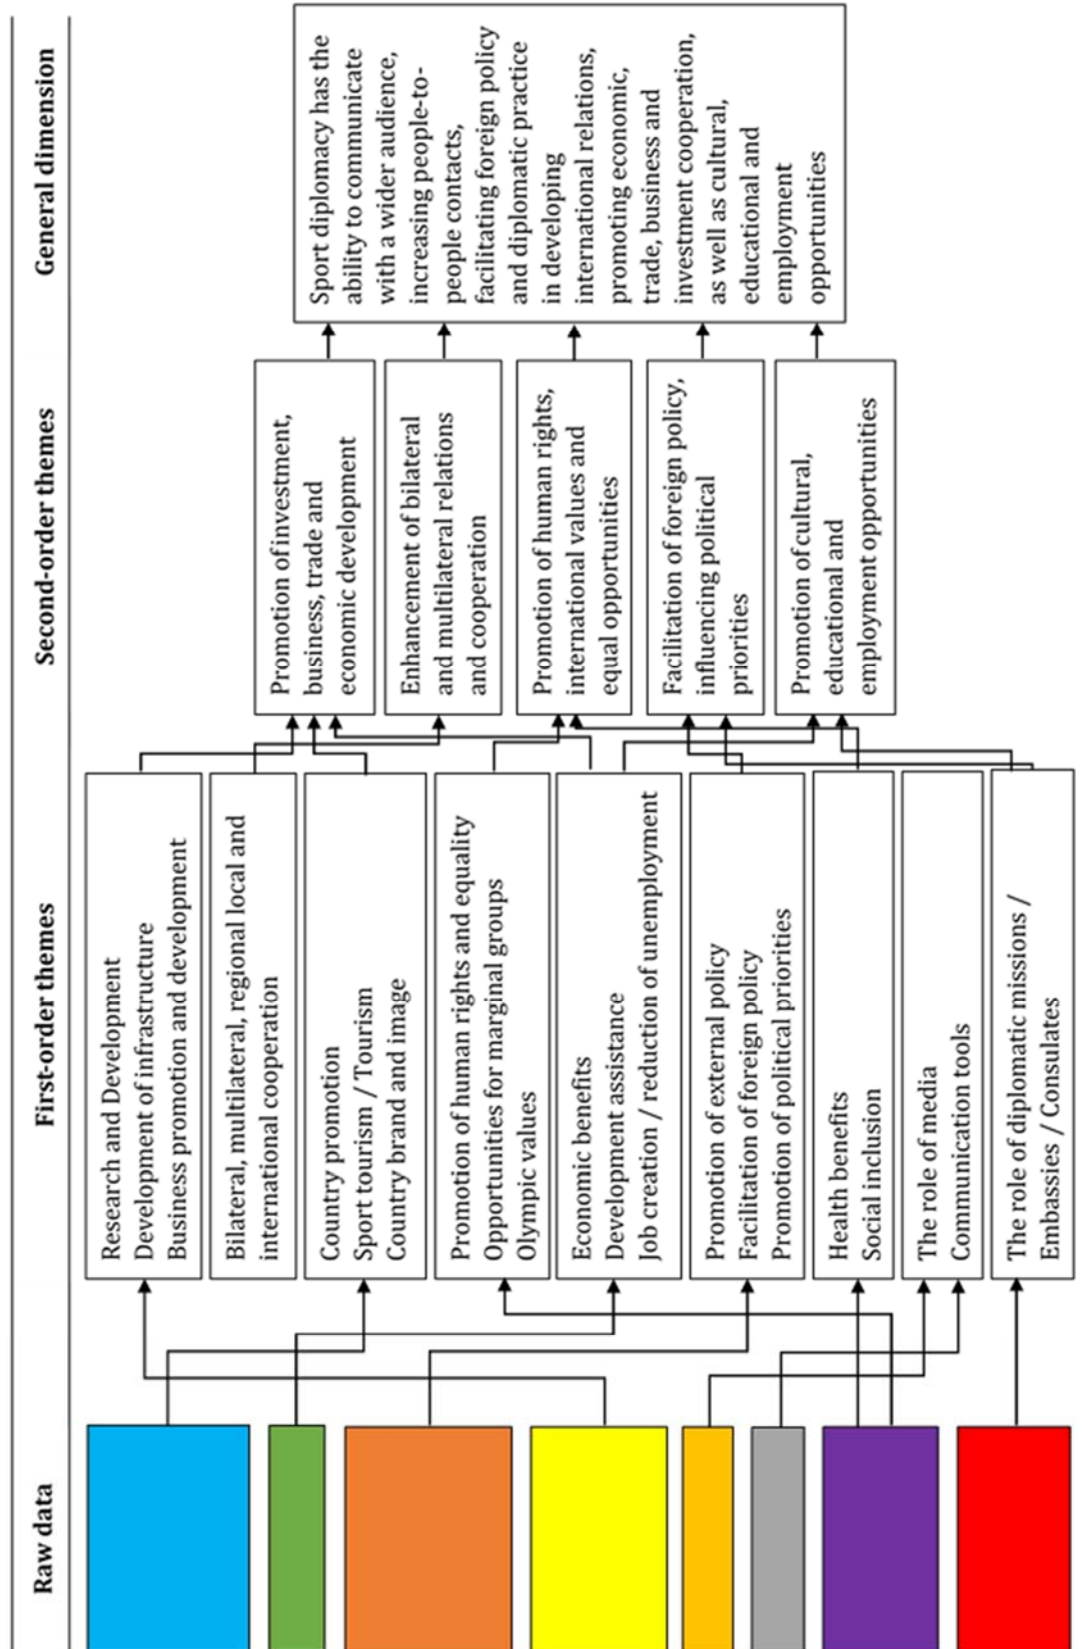 Raw data
First-order themes
Second-order themes
General dimension
Research and Development
Development of infrastructure
Business promotion and development
Bilateral, multilateral, regional local and
international cooperation
Country promotion
Sport tourism / Tourism
Country brand and image
Promotion of human rights and equality
Opportunities for marginal groups
Olympic values
Economic benefits
Development assistance
Job creation / reduction of unemployment
Promotion of external policy
Facilitation of foreign policy
Promotion of political priorities
Health benefits
Social inclusion
The role of media
Communication tools
The role of diplomatic missions /
Embassies / Consulates
Promotion of investment,
business, trade and
economic development
Enhancement of bilateral
and multilateral relations
and cooperation
Promotion of human rights,
international values and
equal opportunities
Facilitation of foreign policy,
influencing political
priorities
Promotion of cultural,
educational and
employment opportunities
Sport diplomacy has the
ability to communicate
with a wider audience,
increasing people-to-
people contacts,
facilitating foreign policy
and diplomatic practice
in developing
international relations,
promoting economic,
trade, business and
investment cooperation,
as well as cultural,
educational and
employment
opportunities